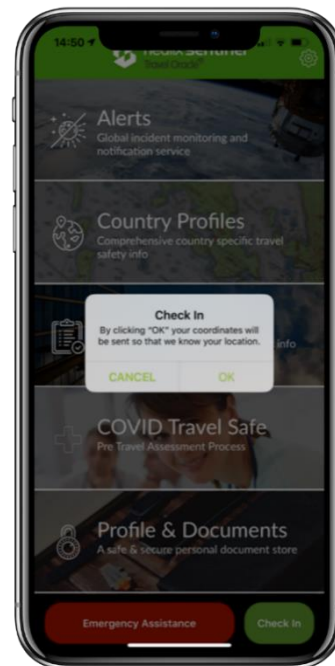 14:50
Travel Oracle
Alerts
Global incident monitoring and
notification service
Country Profiles
Comprehensive country specific travel
safety info
info
Check In
By clicking "OK" your coordinates will
be sent so that we know your location.
CANCEL OK
COVID Travel Safe
Pre Travel Assessment Process
Profile & Documents
A safe & secure personal document store
Emergency Assistance Check In